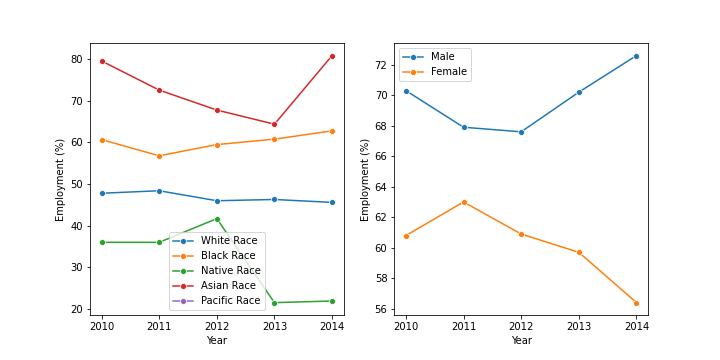 80
70
60
50
40
30
20
Employment (%)
White Race
Black Race
Native Race
Asian Race
Pacific Race
2010 2011 2012 2013 2014
Year
72
70
68
66
64
62
60
58
56
Employment (%)
Male
Female
2010 2011 2012 2013 2014
Year